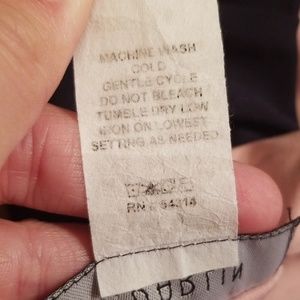 MACHINE WASH
COLD
GENTLE CYCLE
DO NOT BLEACH
TUMBLE DRY LOW
IRON ON LOWEST
SETTING AS NEEDED
RN